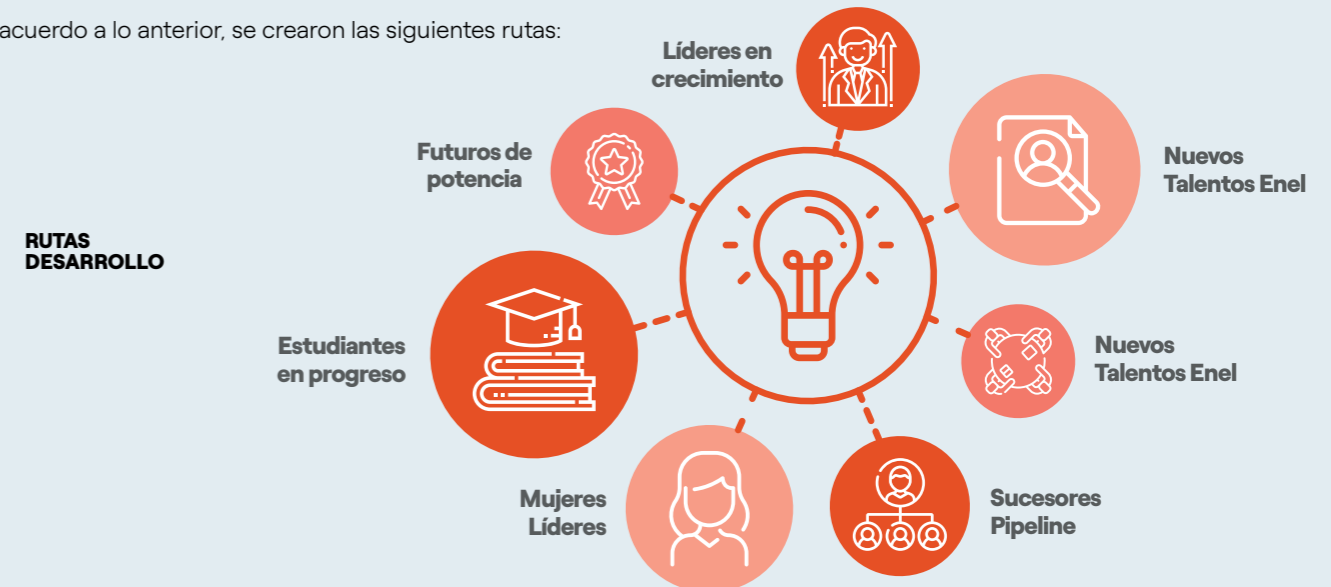 acuerdo a lo anterior, se crearon las siguientes rutas:
Líderes en
crecimiento
Futuros de
potencia
Nuevos
Talentos Enel
RUTAS
DESARROLLO
Estudiantes
en progreso
Nuevos
Talentos Enel
Mujeres
Líderes
Sucesores
Pipeline